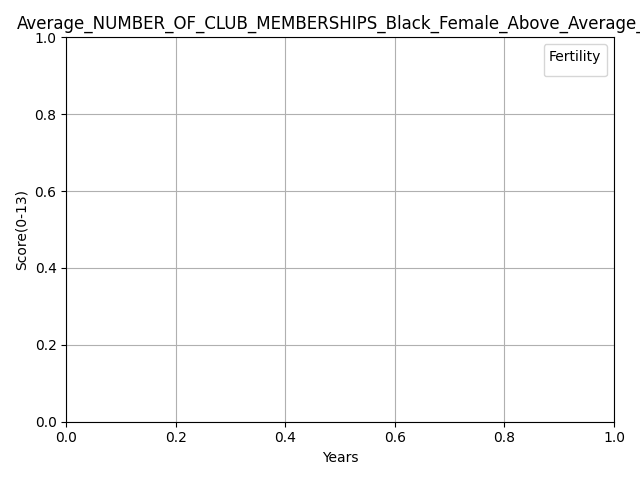 Average_NUMBER_OF_CLUB_MEMBERSHIPS_Black_Female_Above_Average_
Fertility
1.0
0.8
0.6
0.4
0.2
0.0
Score(0-13)
0.0 0.2 0.4 0.6 0.8 1.0
Years